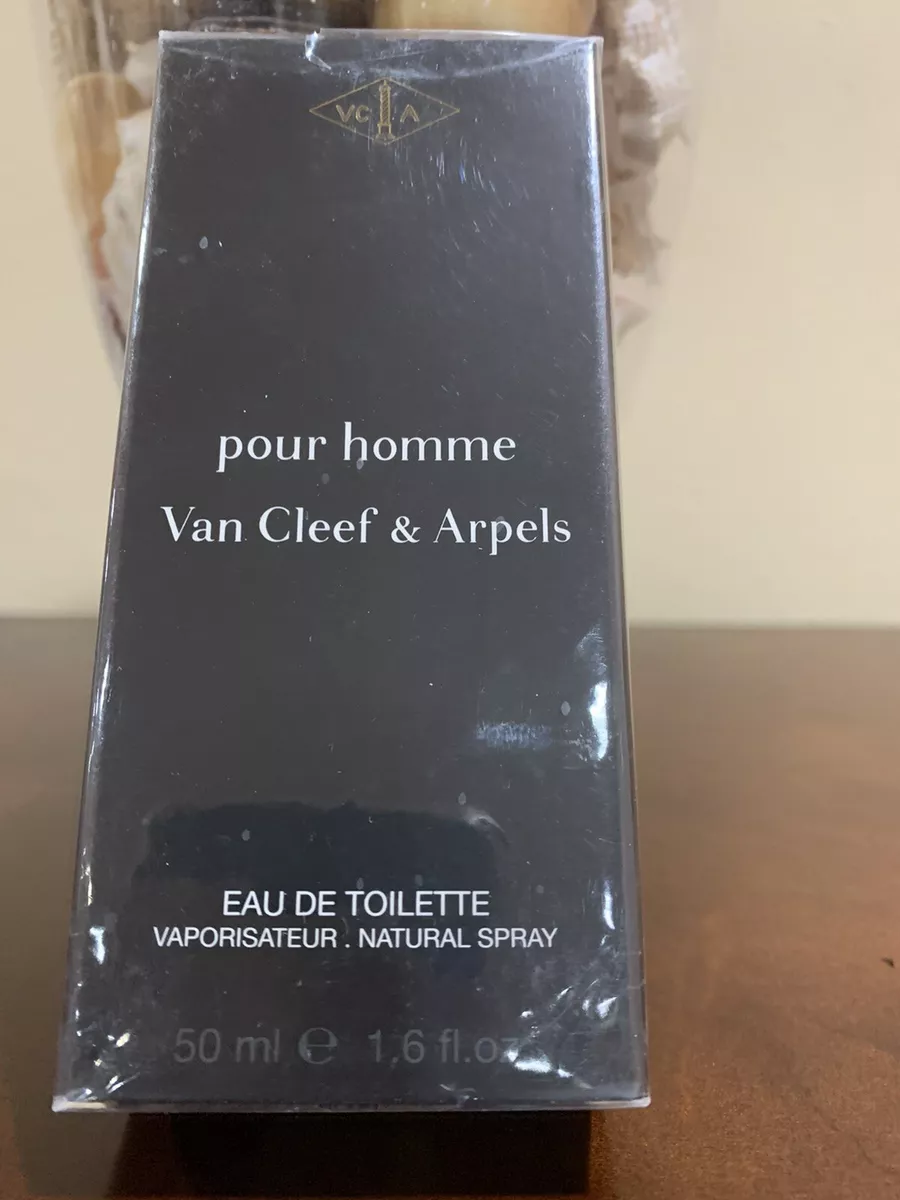 VC A
pour homme
Van Cleef & Arpels
EAU DE TOILETTE
VAPORISATEUR . NATURAL SPRAY
50 ml ℮ 1.6 fl.oz